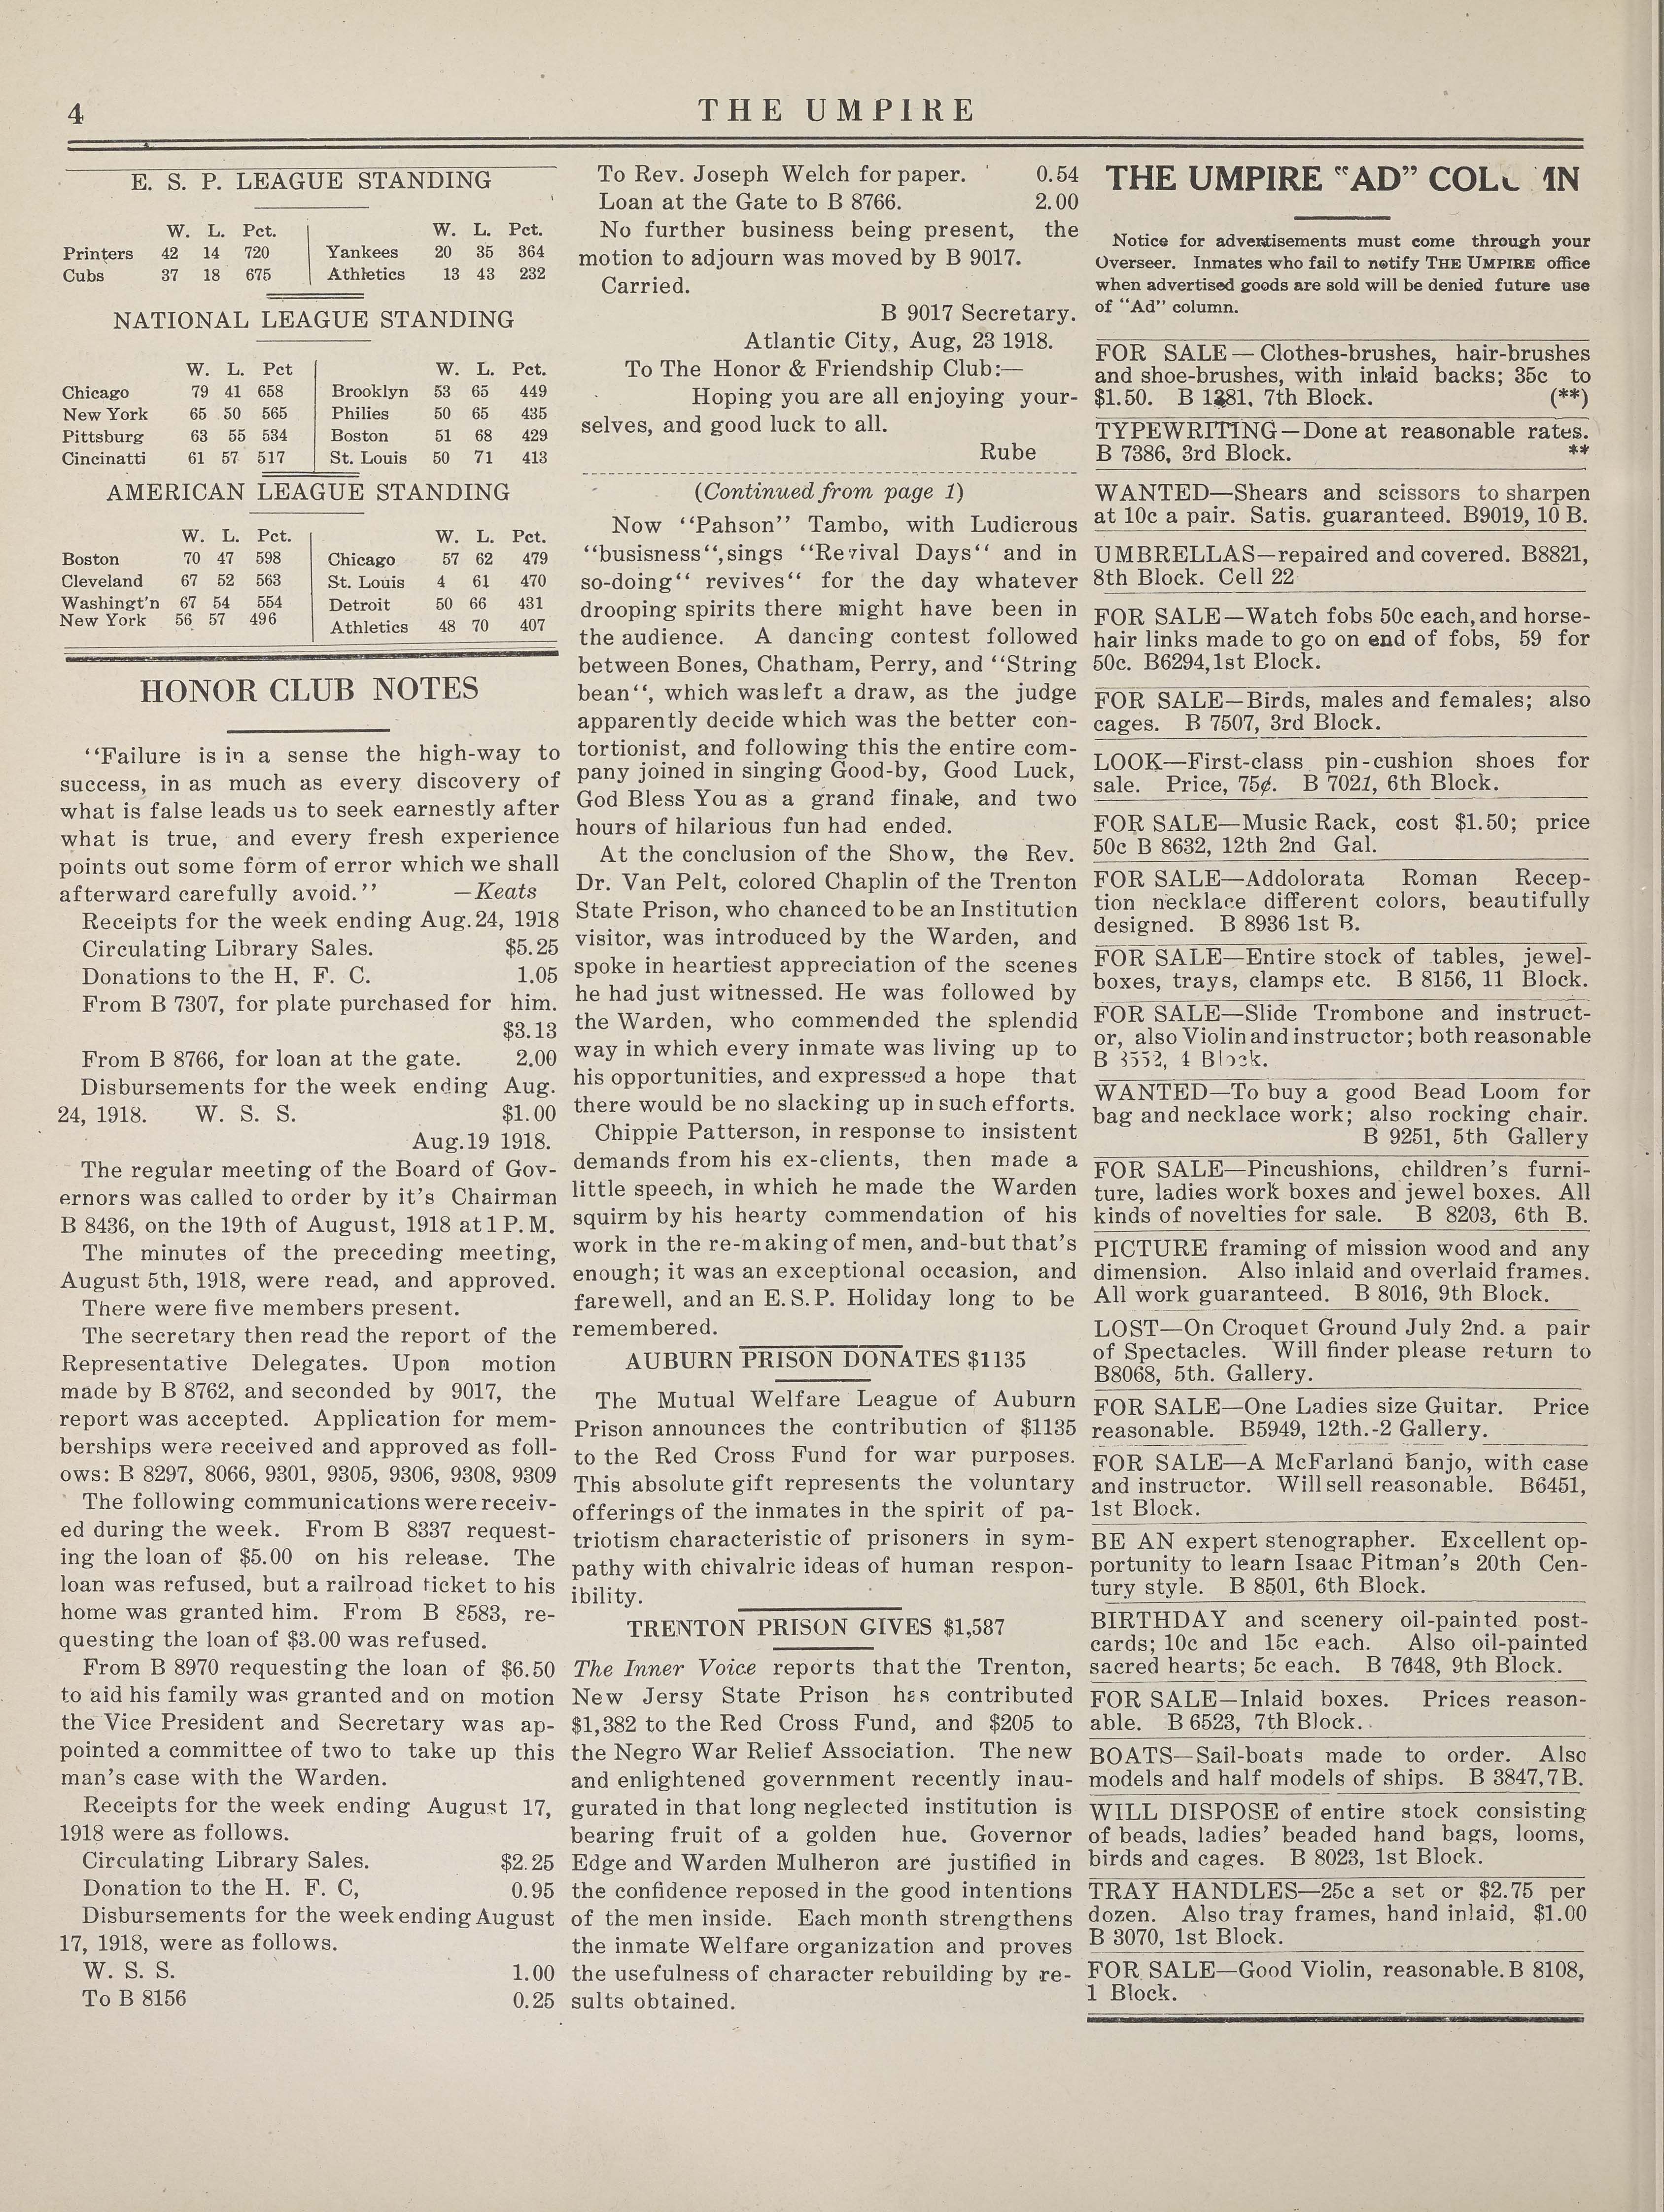 4
THE UMPIRE
E. S. P. LEAGUE STANDING
W. L. Pct. W. L. Pct.
Printers 42 14 720 Yankees 20 35 364
Cubs 37 18 675 Athletics 13 43 232
NATIONAL LEAGUE STANDING
W. L. Pct W. L. Pct.
Chicago 79 41 658 Brooklyn 53 65 449
New York 65 50 565 Philies 50 65 435
Pittsburg 63 55 534 Boston 51 68 429
Cincinatti 61 57 517 St. Louis 50 71 413
AMERICAN LEAGUE STANDING
W. L. Pct. W. L. Pct.
Boston 70 47 598 Chicago 57 62 479
Cleveland 67 52 563 St. Louis 4 61 470
Washingt'n 67 54 554 Detroit 50 66 431
New York 56 57 496 Athletics 48 70 407
HONOR CLUB NOTES
‘‘Failure is in a sense the high-way to
success, in as much as every discovery of
what is false leads us to seek earnestly after
what is true, and every fresh experience
points out some form of error which we shall
afterward carefully avoid.’’ —Keats
Receipts for the week ending Aug. 24, 1918
Circulating Library Sales. $5.25
Donations to the H, F. C. 1.05
From B 7307, for plate purchased for him.
$3.13
From B 8766, for loan at the gate. 2.00
Disbursements for the week ending Aug.
24, 1918. W. S. S. $1.00
Aug.19 1918.
The regular meeting of the Board of Gov-
ernors was called to order by it's Chairman
B 8436, on the 19th of August, 1918 at 1 P. M.
The minutes of the preceding meeting,
August 5th, 1918, were read, and approved.
There were five members present.
The secretary then read the report of the
Representative Delegates. Upon motion
made by B 8762, and seconded by 9017, the
report was accepted. Application for mem-
berships were received and approved as foll-
ows: B 8297, 8066, 9301, 9305, 9306, 9308, 9309
The following communications were receiv-
ed during the week. From B 8337 request-
ing the loan of $5.00 on his release. The
loan was refused, but a railroad ticket to his
home was granted him. From B 8583, re-
questing the loan of $3.00 was refused.
From B 8970 requesting the loan of $6.50
to aid his family was granted and on motion
the Vice President and Secretary was ap-
pointed a committee of two to take up this
man's case with the Warden.
Receipts for the week ending August 17,
1918 were as follows.
Circulating Library Sales. $2.25
Donation to the H. F. C, 0.95
Disbursements for the week ending August
17, 1918, were as follows.
W. S. S. 1.00
To B 8156 0.25
To Rev. Joseph Welch for paper. 0.54
Loan at the Gate to B 8766. 2.00
No further business being present, the
motion to adjourn was moved by B 9017.
Carried.
B 9017 Secretary.
Atlantic City, Aug, 23 1918.
To The Honor & Friendship Club:—
Hoping you are all enjoying your-
selves, and good luck to all.
Rube
(Continued from page 1)
Now ‘‘Pahson’’ Tambo, with Ludicrous
‘‘busisness‘‘,sings ‘‘Revival Days‘‘ and in
so-doing‘‘ revives‘‘ for the day whatever
drooping spirits there might have been in
the audience. A dancing contest followed
between Bones, Chatham, Perry, and ‘‘String
bean‘‘, which was left a draw, as the judge
apparently decide which was the better con-
tortionist, and following this the entire com-
pany joined in singing Good-by, Good Luck,
God Bless You as a grand finale, and two
hours of hilarious fun had ended.
At the conclusion of the Show, the Rev.
Dr. Van Pelt, colored Chaplin of the Trenton
State Prison, who chanced to be an Institution
visitor, was introduced by the Warden, and
spoke in heartiest appreciation of the scenes
he had just witnessed. He was followed by
the Warden, who commended the splendid
way in which every inmate was living up to
his opportunities, and expressed a hope that
there would be no slacking up in such efforts.
Chippie Patterson, in response to insistent
demands from his ex-clients, then made a
little speech, in which he made the Warden
squirm by his hearty commendation of his
work in the re-making of men, and-but that's
enough; it was an exceptional occasion, and
farewell, and an E. S. P. Holiday long to be
remembered.
AUBURN PRISON DONATES $1135
The Mutual Welfare League of Auburn
Prison announces the contribution of $1135
to the Red Cross Fund for war purposes.
This absolute gift represents the voluntary
offerings of the inmates in the spirit of pa-
triotism characteristic of prisoners in sym-
pathy with chivalric ideas of human respon-
ibility.
TRENTON PRISON GIVES $1,587
The Inner Voice reports that the Trenton,
New Jersy State Prison has contributed
$1,382 to the Red Cross Fund, and $205 to
the Negro War Relief Association. The new
and enlightened government recently inau-
gurated in that long neglected institution is
bearing fruit of a golden hue. Governor
Edge and Warden Mulheron are justified in
the confidence reposed in the good intentions
of the men inside. Each month strengthens
the inmate Welfare organization and proves
the usefulness of character rebuilding by re-
sults obtained.
THE UMPIRE “AD”
Notice for advertisements must come through your
Overseer. Inmates who fail to notify THE UMPIRE office
when advertised goods are sold will be denied future use
of “Ad” column.
FOR SALE — Clothes-brushes, hair-brushes
and shoe-brushes, with inlaid backs; 35c to
$1.50. B 1381, 7th Block. (**)
TYPEWRITING—Done at reasonable rates.
B 7386, 3rd Block. **
WANTED—Shears and scissors to sharpen
at 10c a pair. Satis. guaranteed. B9019, 10 B.
UMBRELLAS—repaired and covered. B8821,
8th Block. Cell 22
FOR SALE—Watch fobs 50c each, and horse-
hair links made to go on end of fobs, 59 for
50c. B6294, 1st Block.
FOR SALE—Birds, males and females; also
cages. B 7507, 3rd Block.
LOOK—First-class pin-cushion shoes for
sale. Price, 75¢. B 7021, 6th Block.
FOR SALE—Music Rack, cost $1.50; price
50c B 8632, 12th 2nd Gal.
FOR SALE—Addolorata Roman Recep-
tion necklace different colors, beautifully
designed. B 8936 1st B.
FOR SALE—Entire stock of tables, jewel-
boxes, trays, clamps etc. B 8156, 11 Block.
FOR SALE—Slide Trombone and instruct-
or, also Violin and instructor; both reasonable
B 3552, 4 Block.
WANTED—To buy a good Bead Loom for
bag and necklace work; also rocking chair.
B 9251, 5th Gallery
FOR SALE—Pincushions, children's furni-
ture, ladies work boxes and jewel boxes. All
kinds of novelties for sale. B 8203, 6th B.
PICTURE framing of mission wood and any
dimension. Also inlaid and overlaid frames.
All work guaranteed. B 8016, 9th Block.
LOST—On Croquet Ground July 2nd. a pair
of Spectacles. Will finder please return to
B8068, 5th. Gallery.
FOR SALE—One Ladies size Guitar. Price
reasonable. B5949, 12th.-2 Gallery.
FOR SALE—A McFarland Banjo, with case
and instructor. Will sell reasonable. B6451,
1st Block.
BE AN expert stenographer. Excellent op-
portunity to learn Isaac Pitman's 20th Cen-
tury style. B 8501, 6th Block.
BIRTHDAY and scenery oil-painted post-
cards; 10c and 15c each. Also oil-painted
sacred hearts; 5c each. B 7648, 9th Block.
FOR SALE—Inlaid boxes. Prices reason-
able. B 6523, 7th Block.
BOATS—Sail-boats made to order. Also
models and half models of ships. B 3847, 7 B.
WILL DISPOSE of entire stock consisting
of beads, ladies' beaded hand bags, looms,
birds and cages. B 8023, 1st Block.
TRAY HANDLES—25c a set or $2.75 per
dozen. Also tray frames, hand inlaid, $1.00
B 3070, 1st Block.
FOR SALE—Good Violin, reasonable. B 8108,
1 Block.